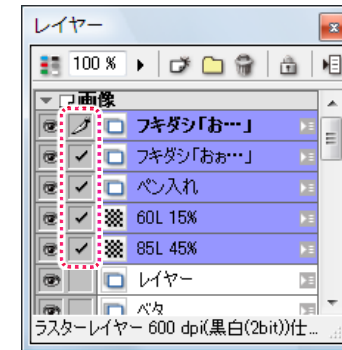 レイヤー
100 %
画像
フキダシ「お…」
フキダシ「おぉ…」
ペン入れ
60L 15%
85L 45%
レイヤー
ベタ
ラスターレイヤー 600 dpi(黒白(2bit))仕...